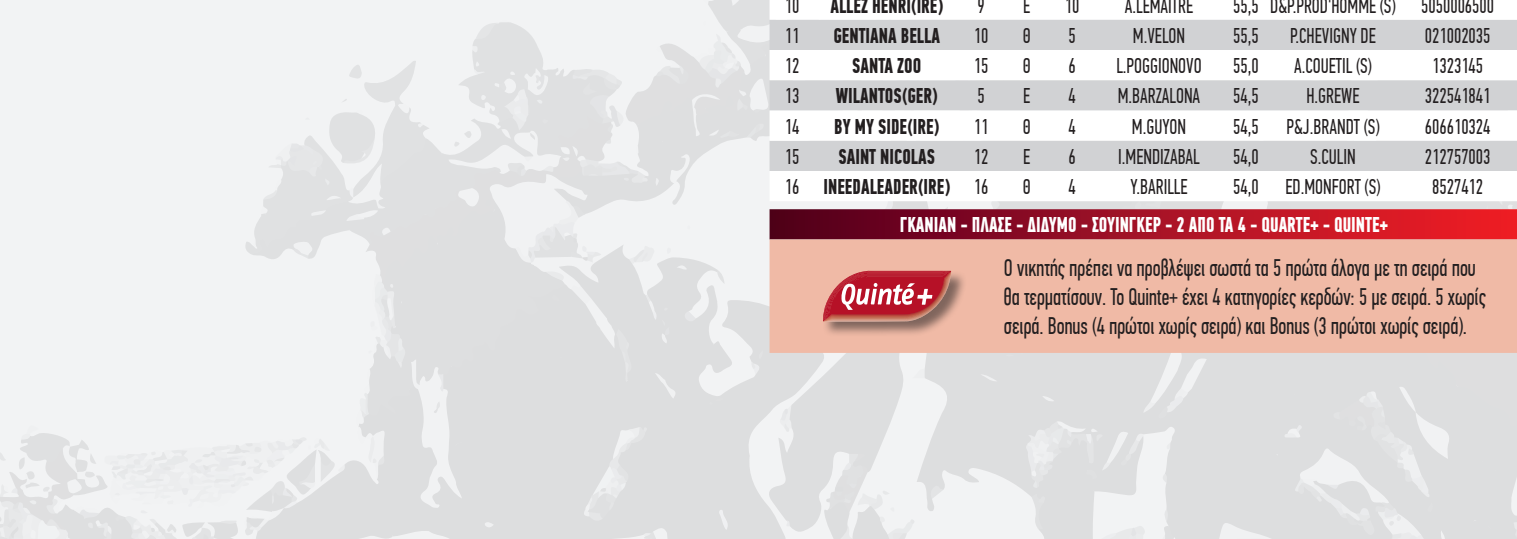 10 ALLEZ HENRI(IRE) 9 Ε 10 A.LEMAITRE 55,5 D&P.PROD'HOMME (S) 5050006500
11 GENTIANA BELLA 10 θ 5 M.VELON 55,5 P.CHEVIGNY DE 021002035
12 SANTA ZOO 15 θ 6 L.POGGIONOVO 55,0 A.COUETIL (S) 1323145
13 WILANTOS(GER) 5 Ε 4 M.BARZALONA 54,5 H.GREWE 322541841
14 BY MY SIDE(IRE) 11 θ 4 M.GUYON 54,5 P&J.BRANDT (S) 606610324
15 SAINT NICOLAS 12 Ε 6 I.MENDIZABAL 54,0 S.CULIN 212757003
16 INEEDALEADER(IRE) 16 θ 4 Y.BARILLE 54,0 ED.MONFORT (S) 8527412
ΓΚΑΝΙΑΝ - ΠΛΑΣΕ - ΔΙΔΥΜΟ - ΣΟΥΙΝΓΚΕΡ - 2 ΑΠΟ ΤΑ 4 - QUARTE+ - QUINTE+
Quinté+
Ο νικητής πρέπει να προβλέψει σωστά τα 5 πρώτα άλογα με τη σειρά που
θα τερματίσουν. Το Quinte+ έχει 4 κατηγορίες κερδών: 5 με σειρά. 5 χωρίς
σειρά. Bonus (4 πρώτοι χωρίς σειρά) και Bonus (3 πρώτοι χωρίς σειρά).